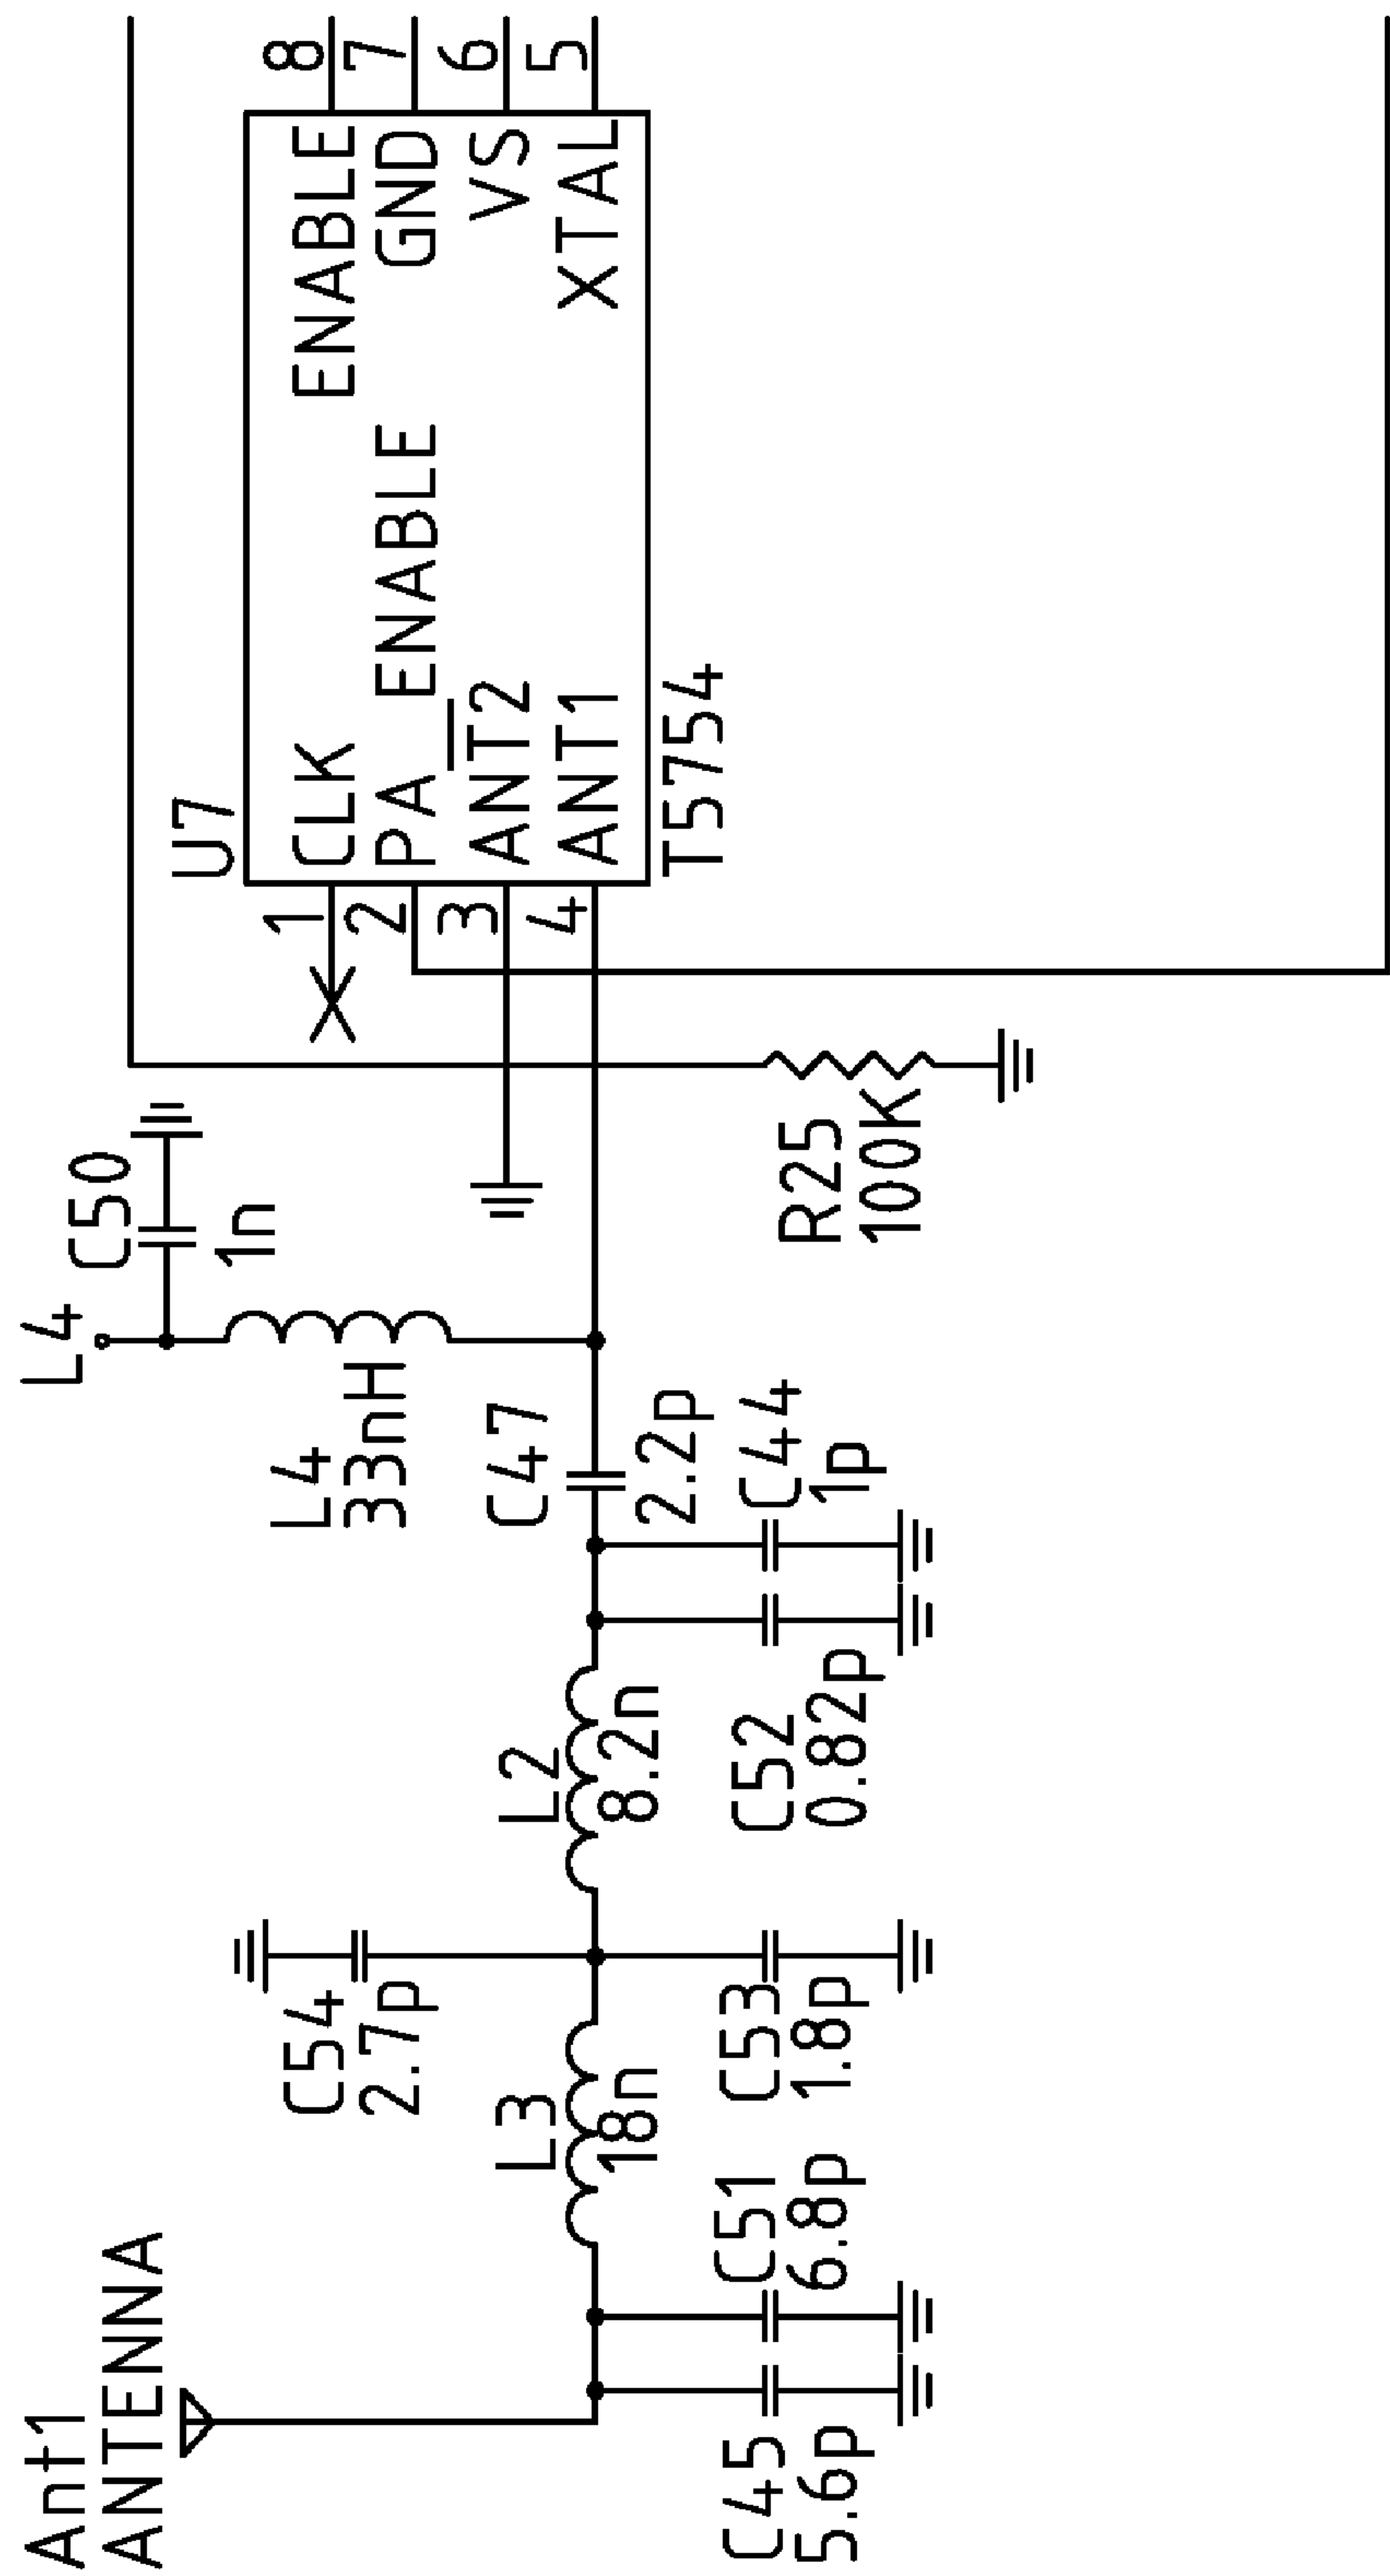 Ant1
ANTENNA
C45
5.6p
C51
6.8p
L3
18n
C54
2.7p
C53
1.8p
L2
8.2n
C52
0.82p
C44
1p
C47
2.2p
L4
33nH
L4
C50
1n
R25
100K
U7
1
CLK
2
PA_ENABLE
3
ANT2
4
ANT1
ENABLE
8
GND
7
VS
6
XTAL
5
T5754